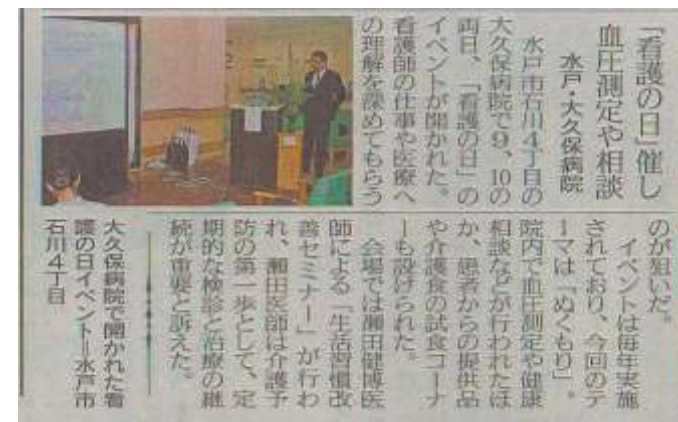 「看護の日」催し
血圧測定や相談
水戸・大久保病院
水戸市石川4丁目の
大久保病院で9、10の
両日、「看護の日」の
イベントが開かれた。
看護師の仕事や医療へ
の理解を深めてもらう
のが狙いだ。
イベントは毎年実施
されており、今回のテ
ーマは「ぬくもり」。
院内で血圧測定や健康
相談などが行われたほ
か、患者からの提供品
や介護食の試食コーナ
ーも設けられた。
会場では瀬田健博医
師による「生活習慣改
善セミナー」が行わ
れ、瀬田医師は介護予
防の第一歩として、定
期的な検診と治療の継
続が重要と訴えた。
大久保病院で開かれた看
護の日イベント=水戸市
石川4丁目